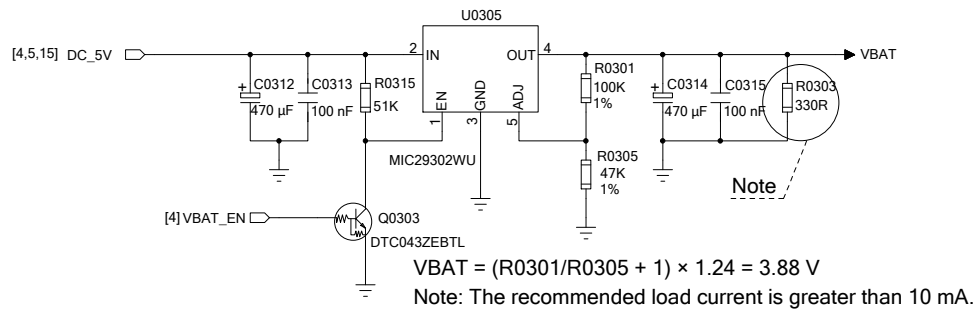 U0305
[4,5,15] DC_5V
2
IN
OUT
4
VBAT
EN
GND
ADJ
1
3
5
MIC29302WU
C0312
470 µF
C0313
100 nF
R0315
51K
R0301
100K
1%
R0305
47K
1%
C0314
470 µF
C0315
100 nF
R0303
330R
Note
[4] VBAT_EN
Q0303
DTC043ZEBTL
VBAT = (R0301/R0305 + 1) × 1.24 = 3.88 V
Note: The recommended load current is greater than 10 mA.